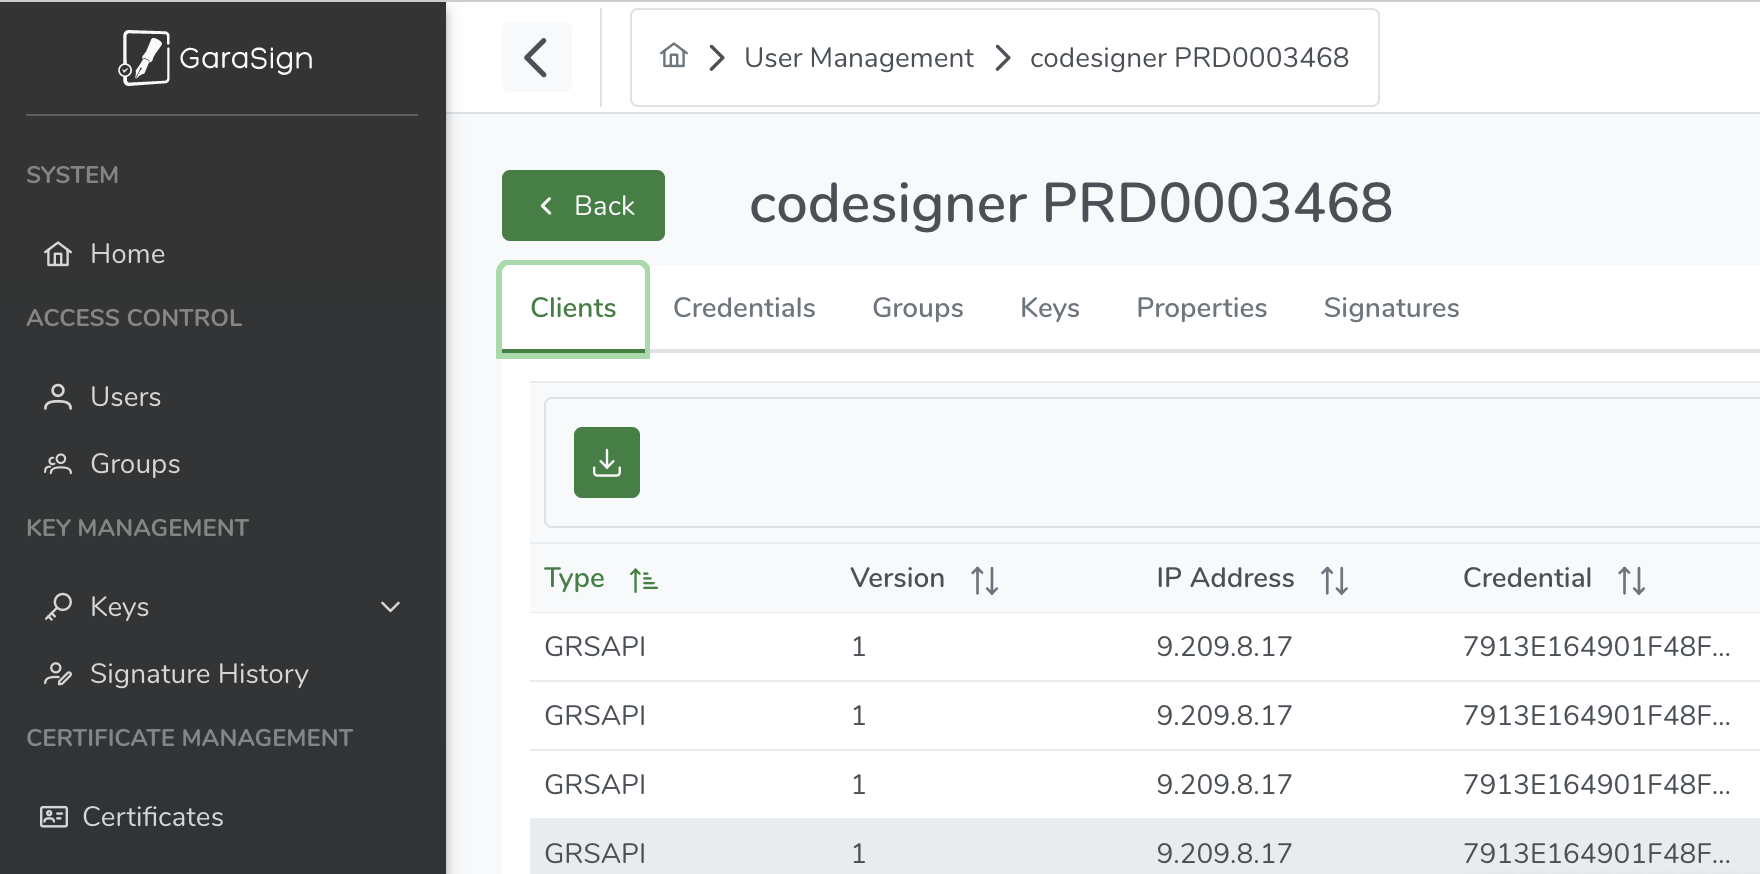 GaraSign
User Management
codesigner PRD0003468
SYSTEM
Home
ACCESS CONTROL
Users
Groups
KEY MANAGEMENT
Keys
Signature History
CERTIFICATE MANAGEMENT
Certificates
Back
codesigner PRD0003468
Clients Credentials Groups Keys Properties Signatures
Type Version IP Address Credential
GRSAPI 1 9.209.8.17 7913E164901F48F...
GRSAPI 1 9.209.8.17 7913E164901F48F...
GRSAPI 1 9.209.8.17 7913E164901F48F...
GRSAPI 1 9.209.8.17 7913E164901F48F...